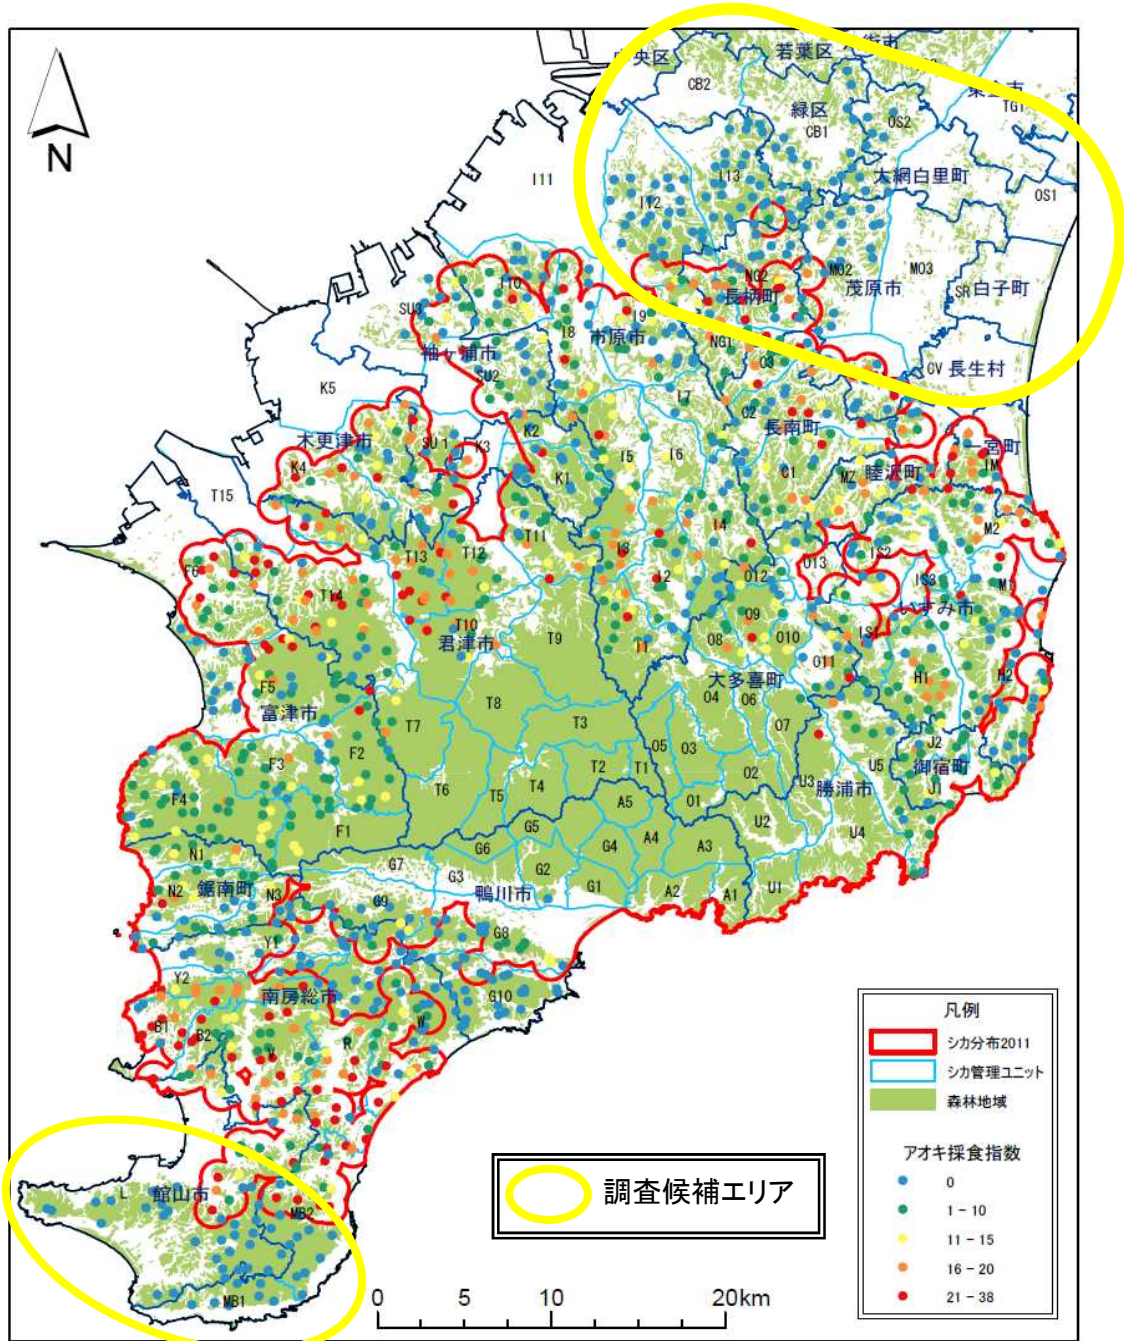 中央区
若葉区
街市
CB2
東金市
TG1
緑区
CB1
OS2
N
I11
I13
大網白里町
OS1
I12
MO2
MO3
NG2
長柄町
茂原市
SR 白子町
I10
SU3
I9
I8
市原市
袖ヶ浦市
NG1
C3
CV 長生村
SU2
K5
I7
C2
長南町
木更津市
SU1
K3
K2
一宮町
K4
K1
I5
I6
C1
MZ
睦沢町
IM
T15
I4
M2
T11
F6
T13
T12
I3
IS2
O13
I2
O12
IS3
M1
T14
いすみ市
O9
T10
君津市
T9
I1
O8
O10
IS1
O11
F5
富津市
大多喜町
H1
N2
T8
O4
O6
T7
T3
O7
F2
O5
O3
J2
御宿町
F3
T2
T1
O2
U3
U5
勝浦市
J1
F4
T6
T5
T4
O1
A5
F1
U2
U4
G5
A4
N1
G6
G4
A3
G7
N2
鋸南町
N3
G3
G2
鴨川市
G1
A2
A1
U1
G9
Y1
G8
Y2
南房総市
G10
B1
B2
W
V
R
L
館山市
MB2
MB1
凡例
シカ分布2011
シカ管理ユニット
森林地域
アオキ採食指数
0
1 - 10
11 - 15
16 - 20
21 - 38
調査候補エリア
0 5 10 20km